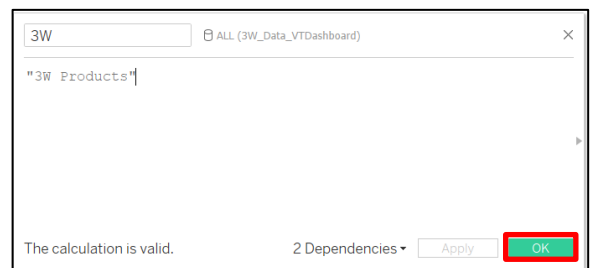 3W ALL (3W_Data_VTDashboard)
"3W Products"
The calculation is valid. 2 Dependencies Apply OK